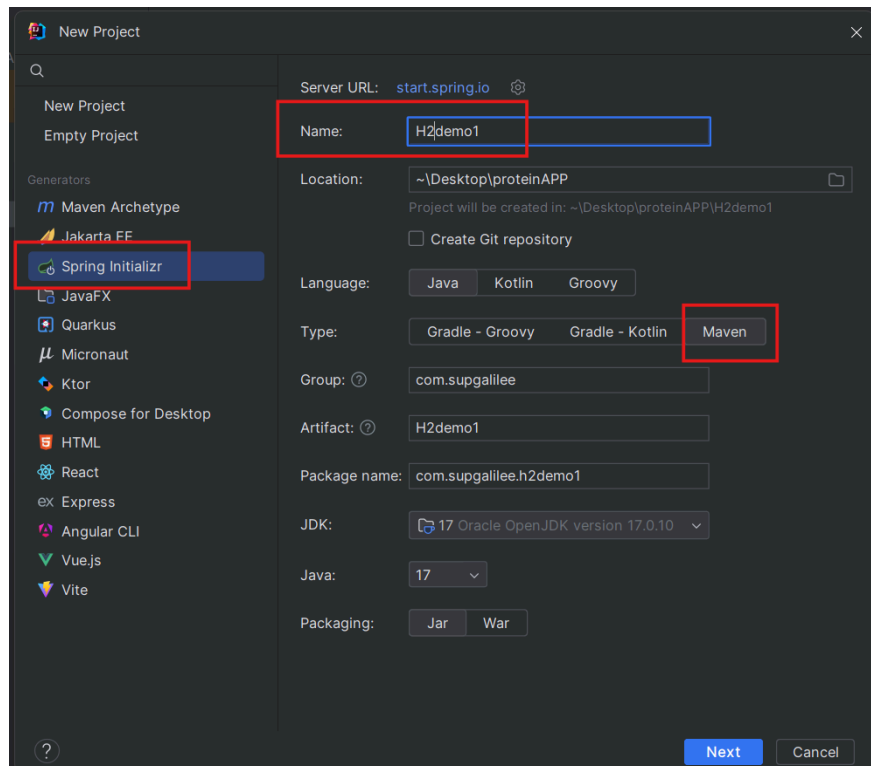 New Project
New Project
Empty Project
Generators
Maven Archetype
Jakarta EE
Spring Initializr
JavaFX
Quarkus
Micronaut
Ktor
Compose for Desktop
HTML
React
Express
Angular CLI
Vue.js
Vite
Server URL: start.spring.io
Name: H2demo1
Location: ~\Desktop\proteinAPP
Project will be created in: ~\Desktop\proteinAPP\H2demo1
Create Git repository
Language: Java Kotlin Groovy
Type: Gradle - Groovy Gradle - Kotlin Maven
Group: com.supgalilee
Artifact: H2demo1
Package name: com.supgalilee.h2demo1
JDK: 17 Oracle OpenJDK version 17.0.10
Java: 17
Packaging: Jar War
? Next Cancel